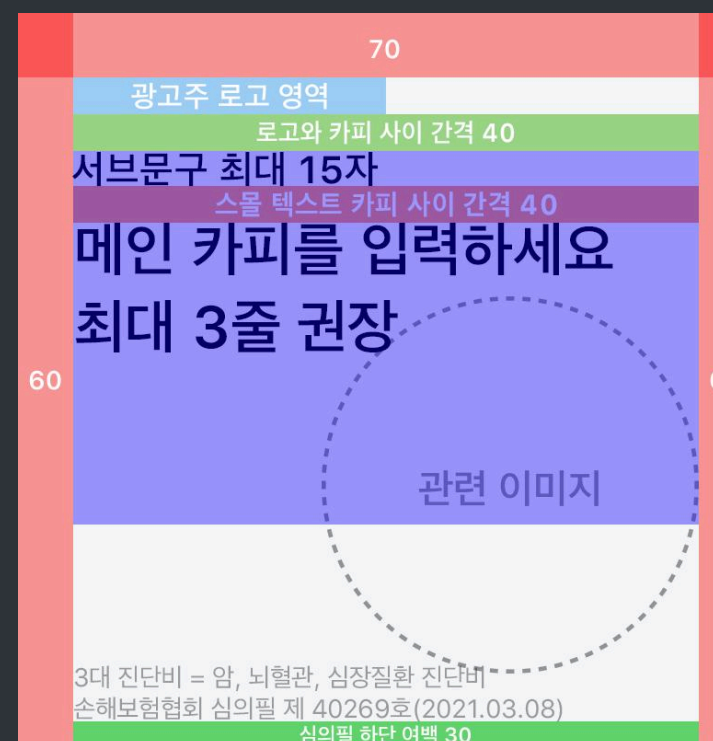 70
광고주 로고 영역
로고와 카피 사이 간격 40
서브문구 최대 15자
스몰 텍스트 카피 사이 간격 40
메인 카피를 입력하세요
최대 3줄 권장
60
관련 이미지
3대 진단비 = 암, 뇌혈관, 심장질환 진단비
손해보험협회 심의필 제 40269호(2021.03.08)
심의필 하단 여백 30